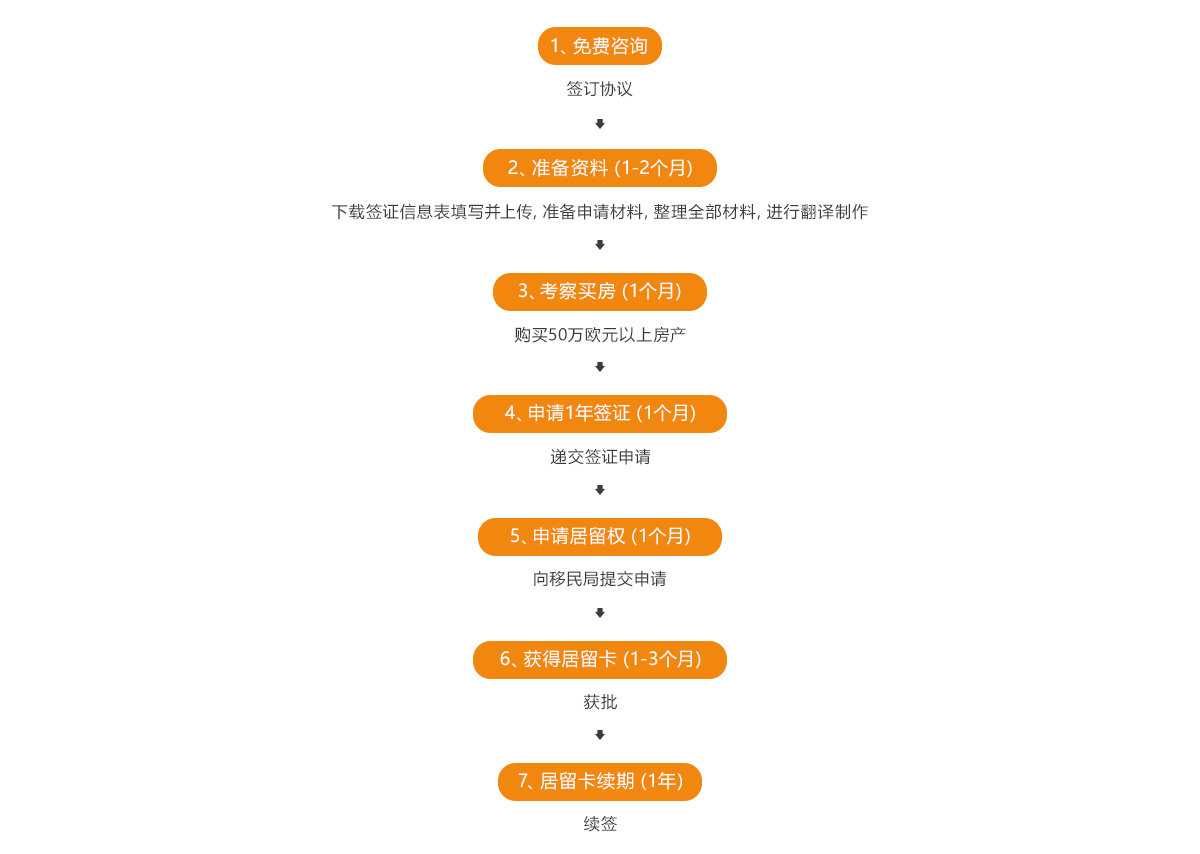 1、免费咨询
签订协议
2、准备资料 (1-2个月)
下载签证信息表填写并上传, 准备申请材料, 整理全部材料, 进行翻译制作
3、考察买房 (1个月)
购买50万欧元以上房产
4、申请1年签证 (1个月)
递交签证申请
5、申请居留权 (1个月)
向移民局提交申请
6、获得居留卡 (1-3个月)
获批
7、居留卡续期 (1年)
续签